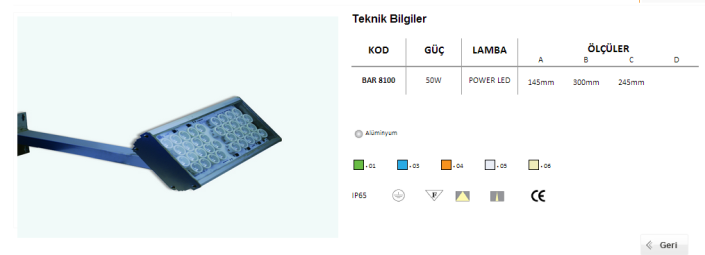 Teknik Bilgiler
KOD GÜÇ LAMBA ÖLÇÜLER
A B C D
BAR 8100 50W POWER LED 145mm 300mm 245mm
Alüminyum
- 01 - 03 - 04 - 05 - 06
IP65 F CE
Geri